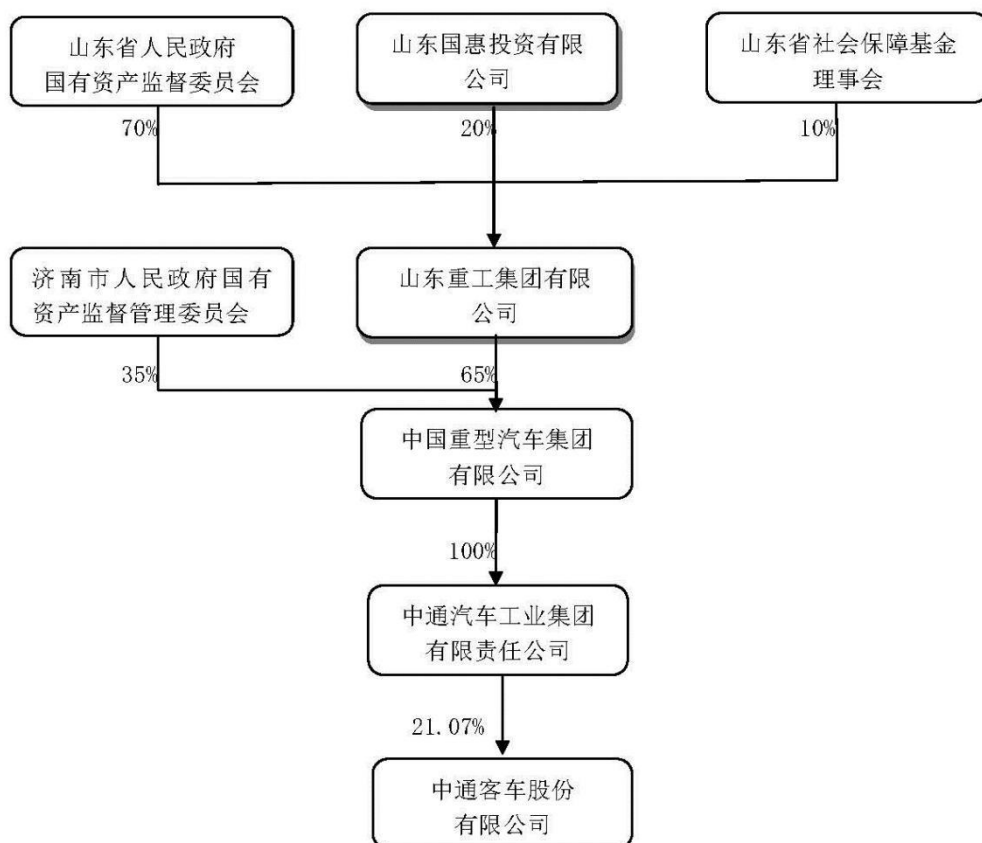 山东省人民政府
国有资产监督委员会
山东国惠投资有限
公司
山东省社会保障基金
理事会
70%
20%
10%
济南市人民政府国有
资产监督管理委员会
山东重工集团有限
公司
35%
65%
中国重型汽车集团
有限公司
100%
中通汽车工业集团
有限责任公司
21.07%
中通客车股份
有限公司